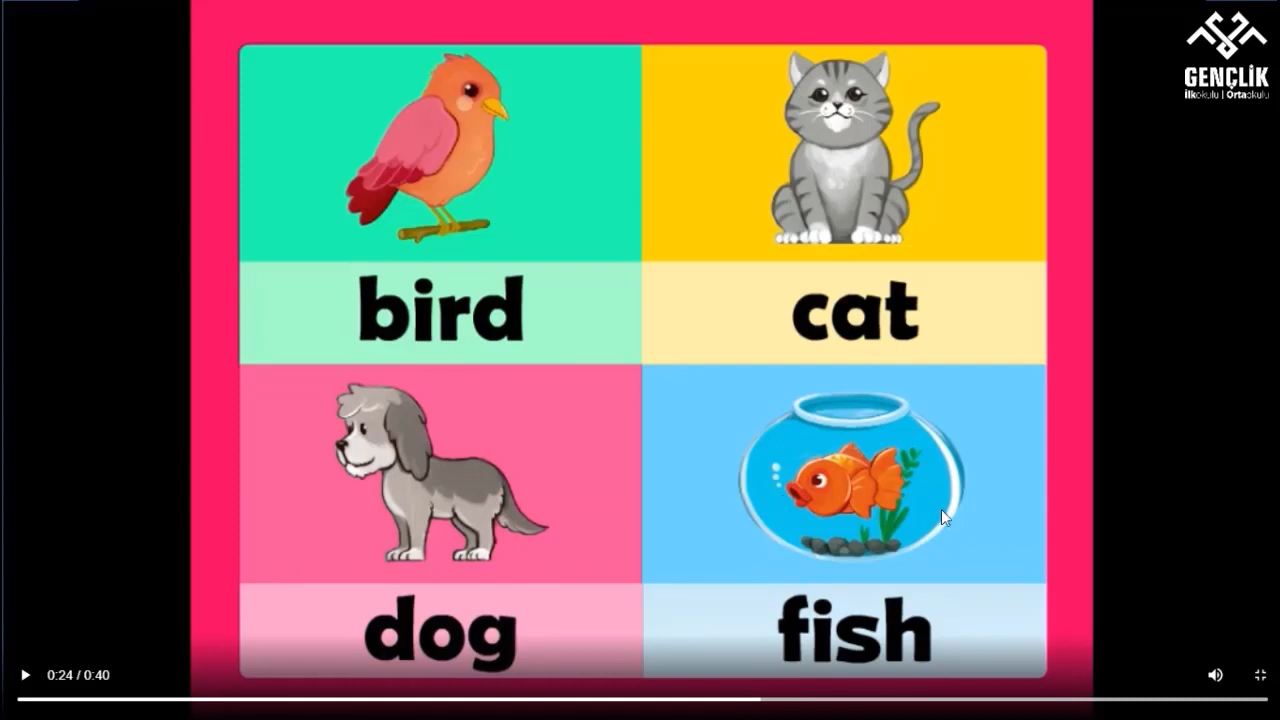 GENÇLİK
İlkokulu | Ortaokulu
bird
cat
dog
fish
0:24 / 0:40